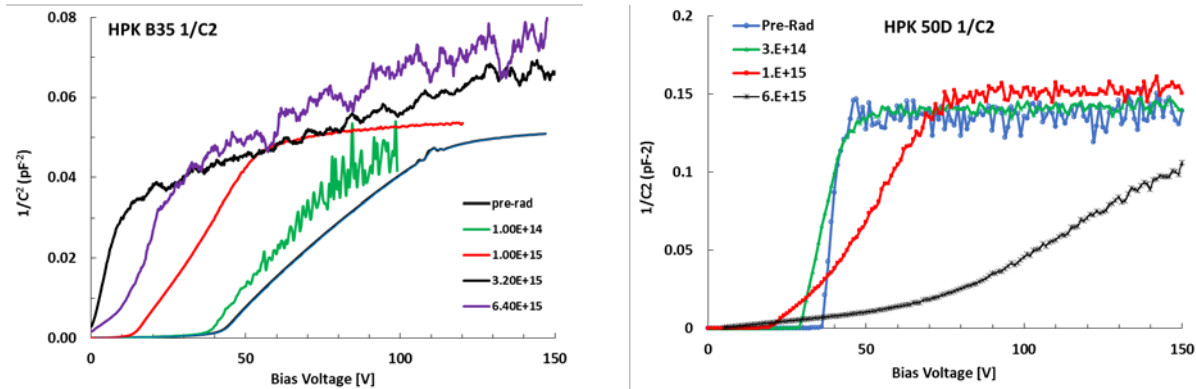 HPK B35 1/C2
0.08
0.06
0.04
0.02
0.00
1/C² (pF⁻²)
pre-rad
1.00E+14
1.00E+15
3.20E+15
6.40E+15
0 50 100 150
Bias Voltage [V]
HPK 50D 1/C2
0.2
0.15
0.1
0.05
0
1/C2 (pF-2)
Pre-Rad
3.E+14
1.E+15
6.E+15
0 50 100 150
Bias Voltage [V]